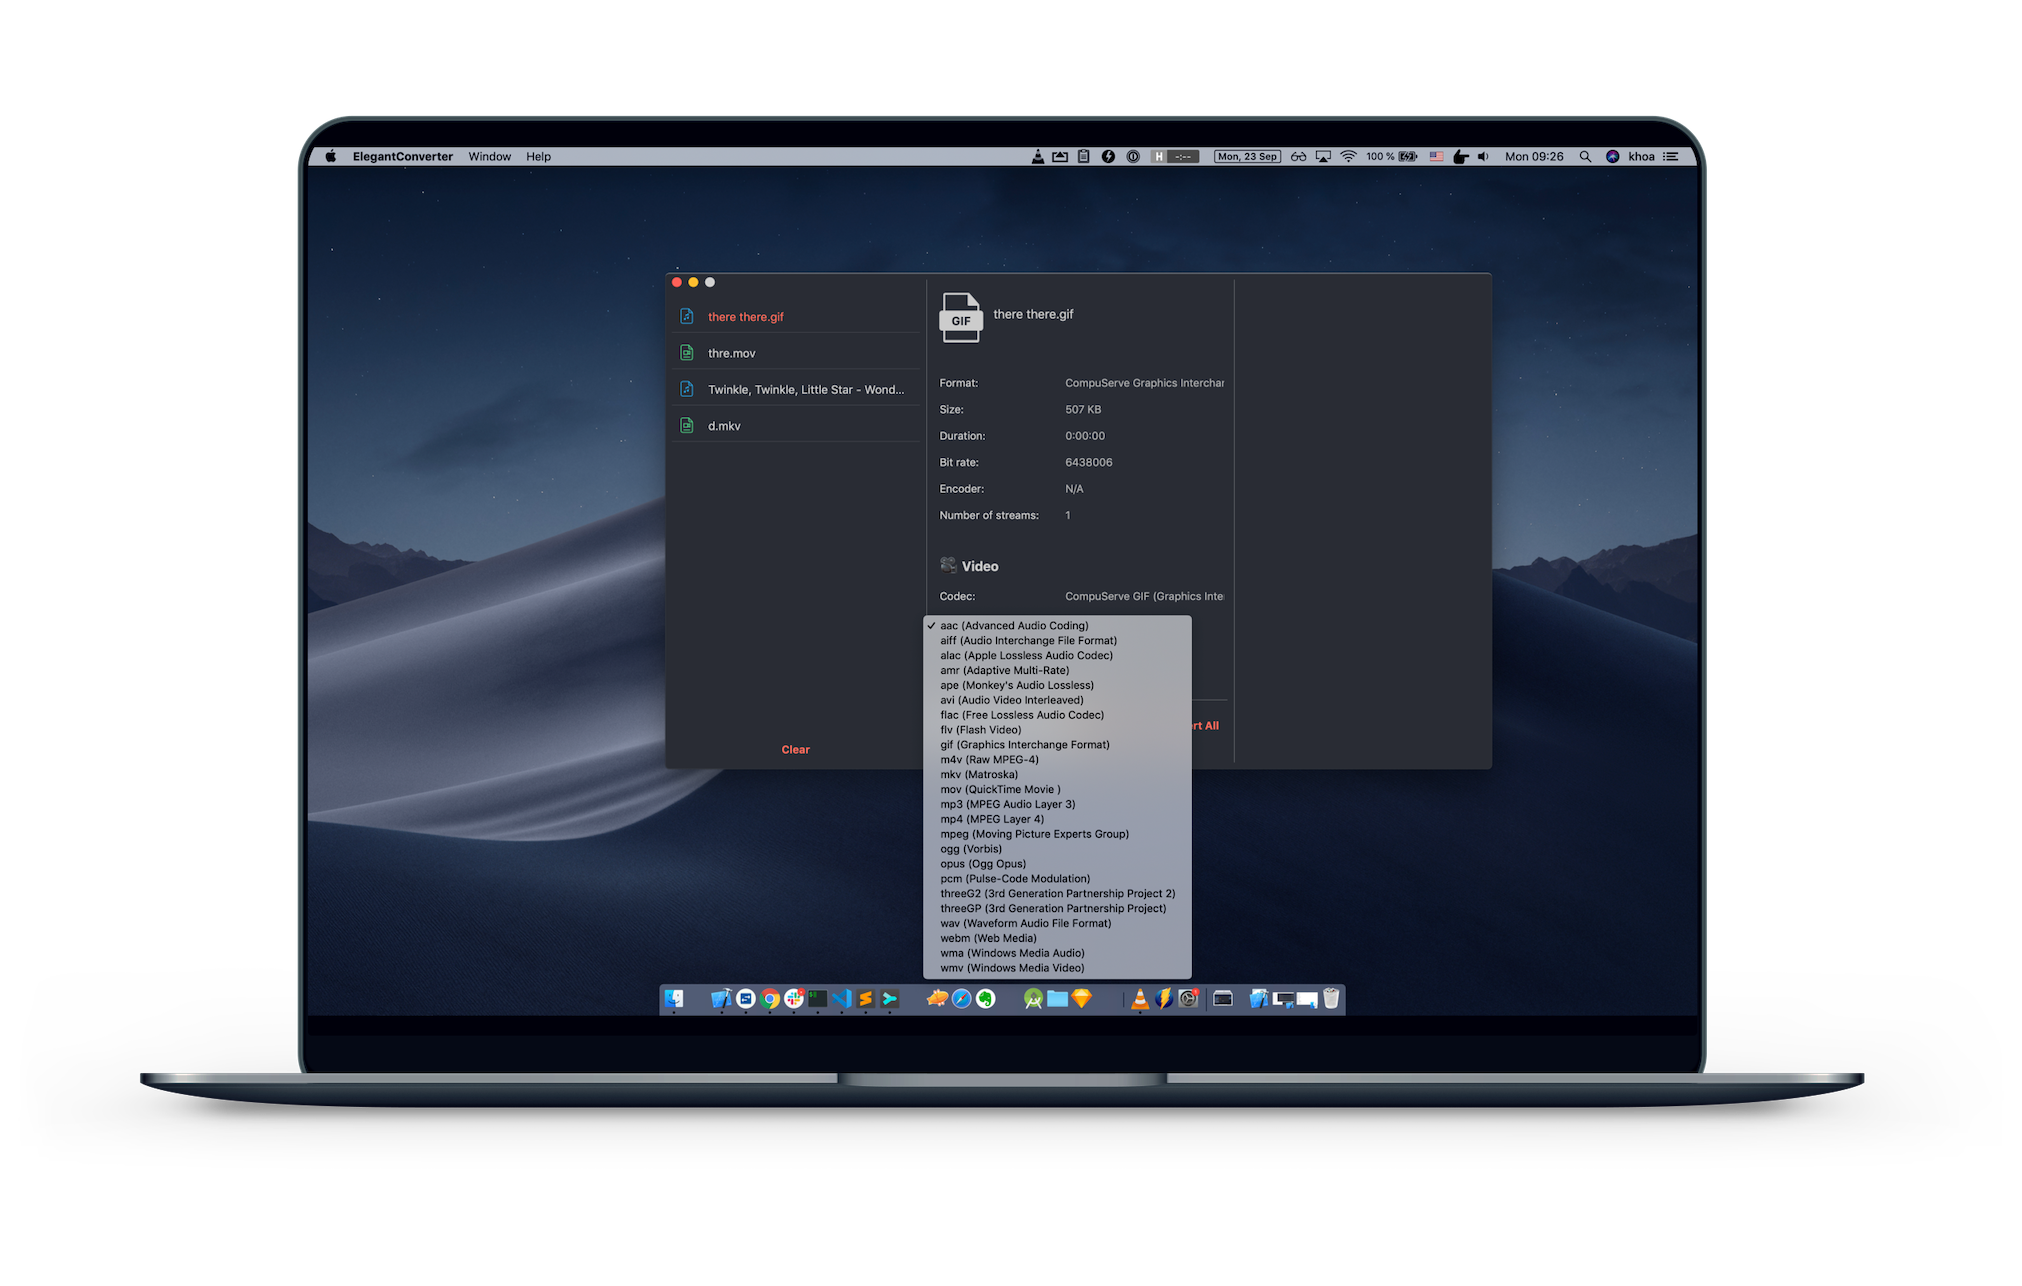 ElegantConverter Window Help
H -:-- Mon, 23 Sep 100 % Mon 09:26 khoa
there there.gif
thre.mov
Twinkle, Twinkle, Little Star - Wond...
d.mkv
Clear
GIF there there.gif
Format: CompuServe Graphics Interchan
Size: 507 KB
Duration: 0:00:00
Bit rate: 6438006
Encoder: N/A
Number of streams: 1
Video
Codec: CompuServe GIF (Graphics Inte
✓ aac (Advanced Audio Coding)
aiff (Audio Interchange File Format)
alac (Apple Lossless Audio Codec)
amr (Adaptive Multi-Rate)
ape (Monkey's Audio Lossless)
avi (Audio Video Interleaved)
flac (Free Lossless Audio Codec)
flv (Flash Video)
gif (Graphics Interchange Format)
m4v (Raw MPEG-4)
mkv (Matroska)
mov (QuickTime Movie )
mp3 (MPEG Audio Layer 3)
mp4 (MPEG Layer 4)
mpeg (Moving Picture Experts Group)
ogg (Vorbis)
opus (Ogg Opus)
pcm (Pulse-Code Modulation)
threeG2 (3rd Generation Partnership Project 2)
threeGP (3rd Generation Partnership Project)
wav (Waveform Audio File Format)
webm (Web Media)
wma (Windows Media Audio)
wmv (Windows Media Video)
rt All